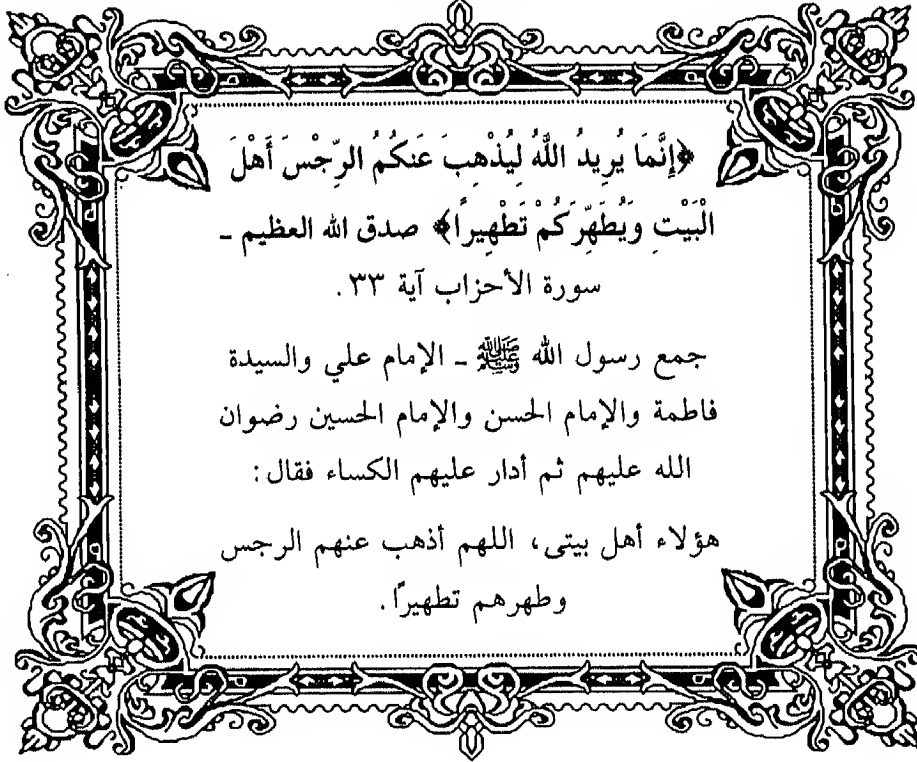 ﴿إِنَّمَا يُرِيدُ اللَّهُ لِيُذْهِبَ عَنكُمُ الرِّجْسَ أَهْلَ
الْبَيْتِ وَيُطَهِّرَكُمْ تَطْهِيرًا﴾ صدق الله العظيم ـ
سورة الأحزاب آية ٣٣.
جمع رسول الله ﷺ ـ الإمام علي والسيدة
فاطمة والإمام الحسن والإمام الحسين رضوان
الله عليهم ثم أدار عليهم الكساء فقال:
هؤلاء أهل بيتى، اللهم أذهب عنهم الرجس
وطهرهم تطهيرًا.